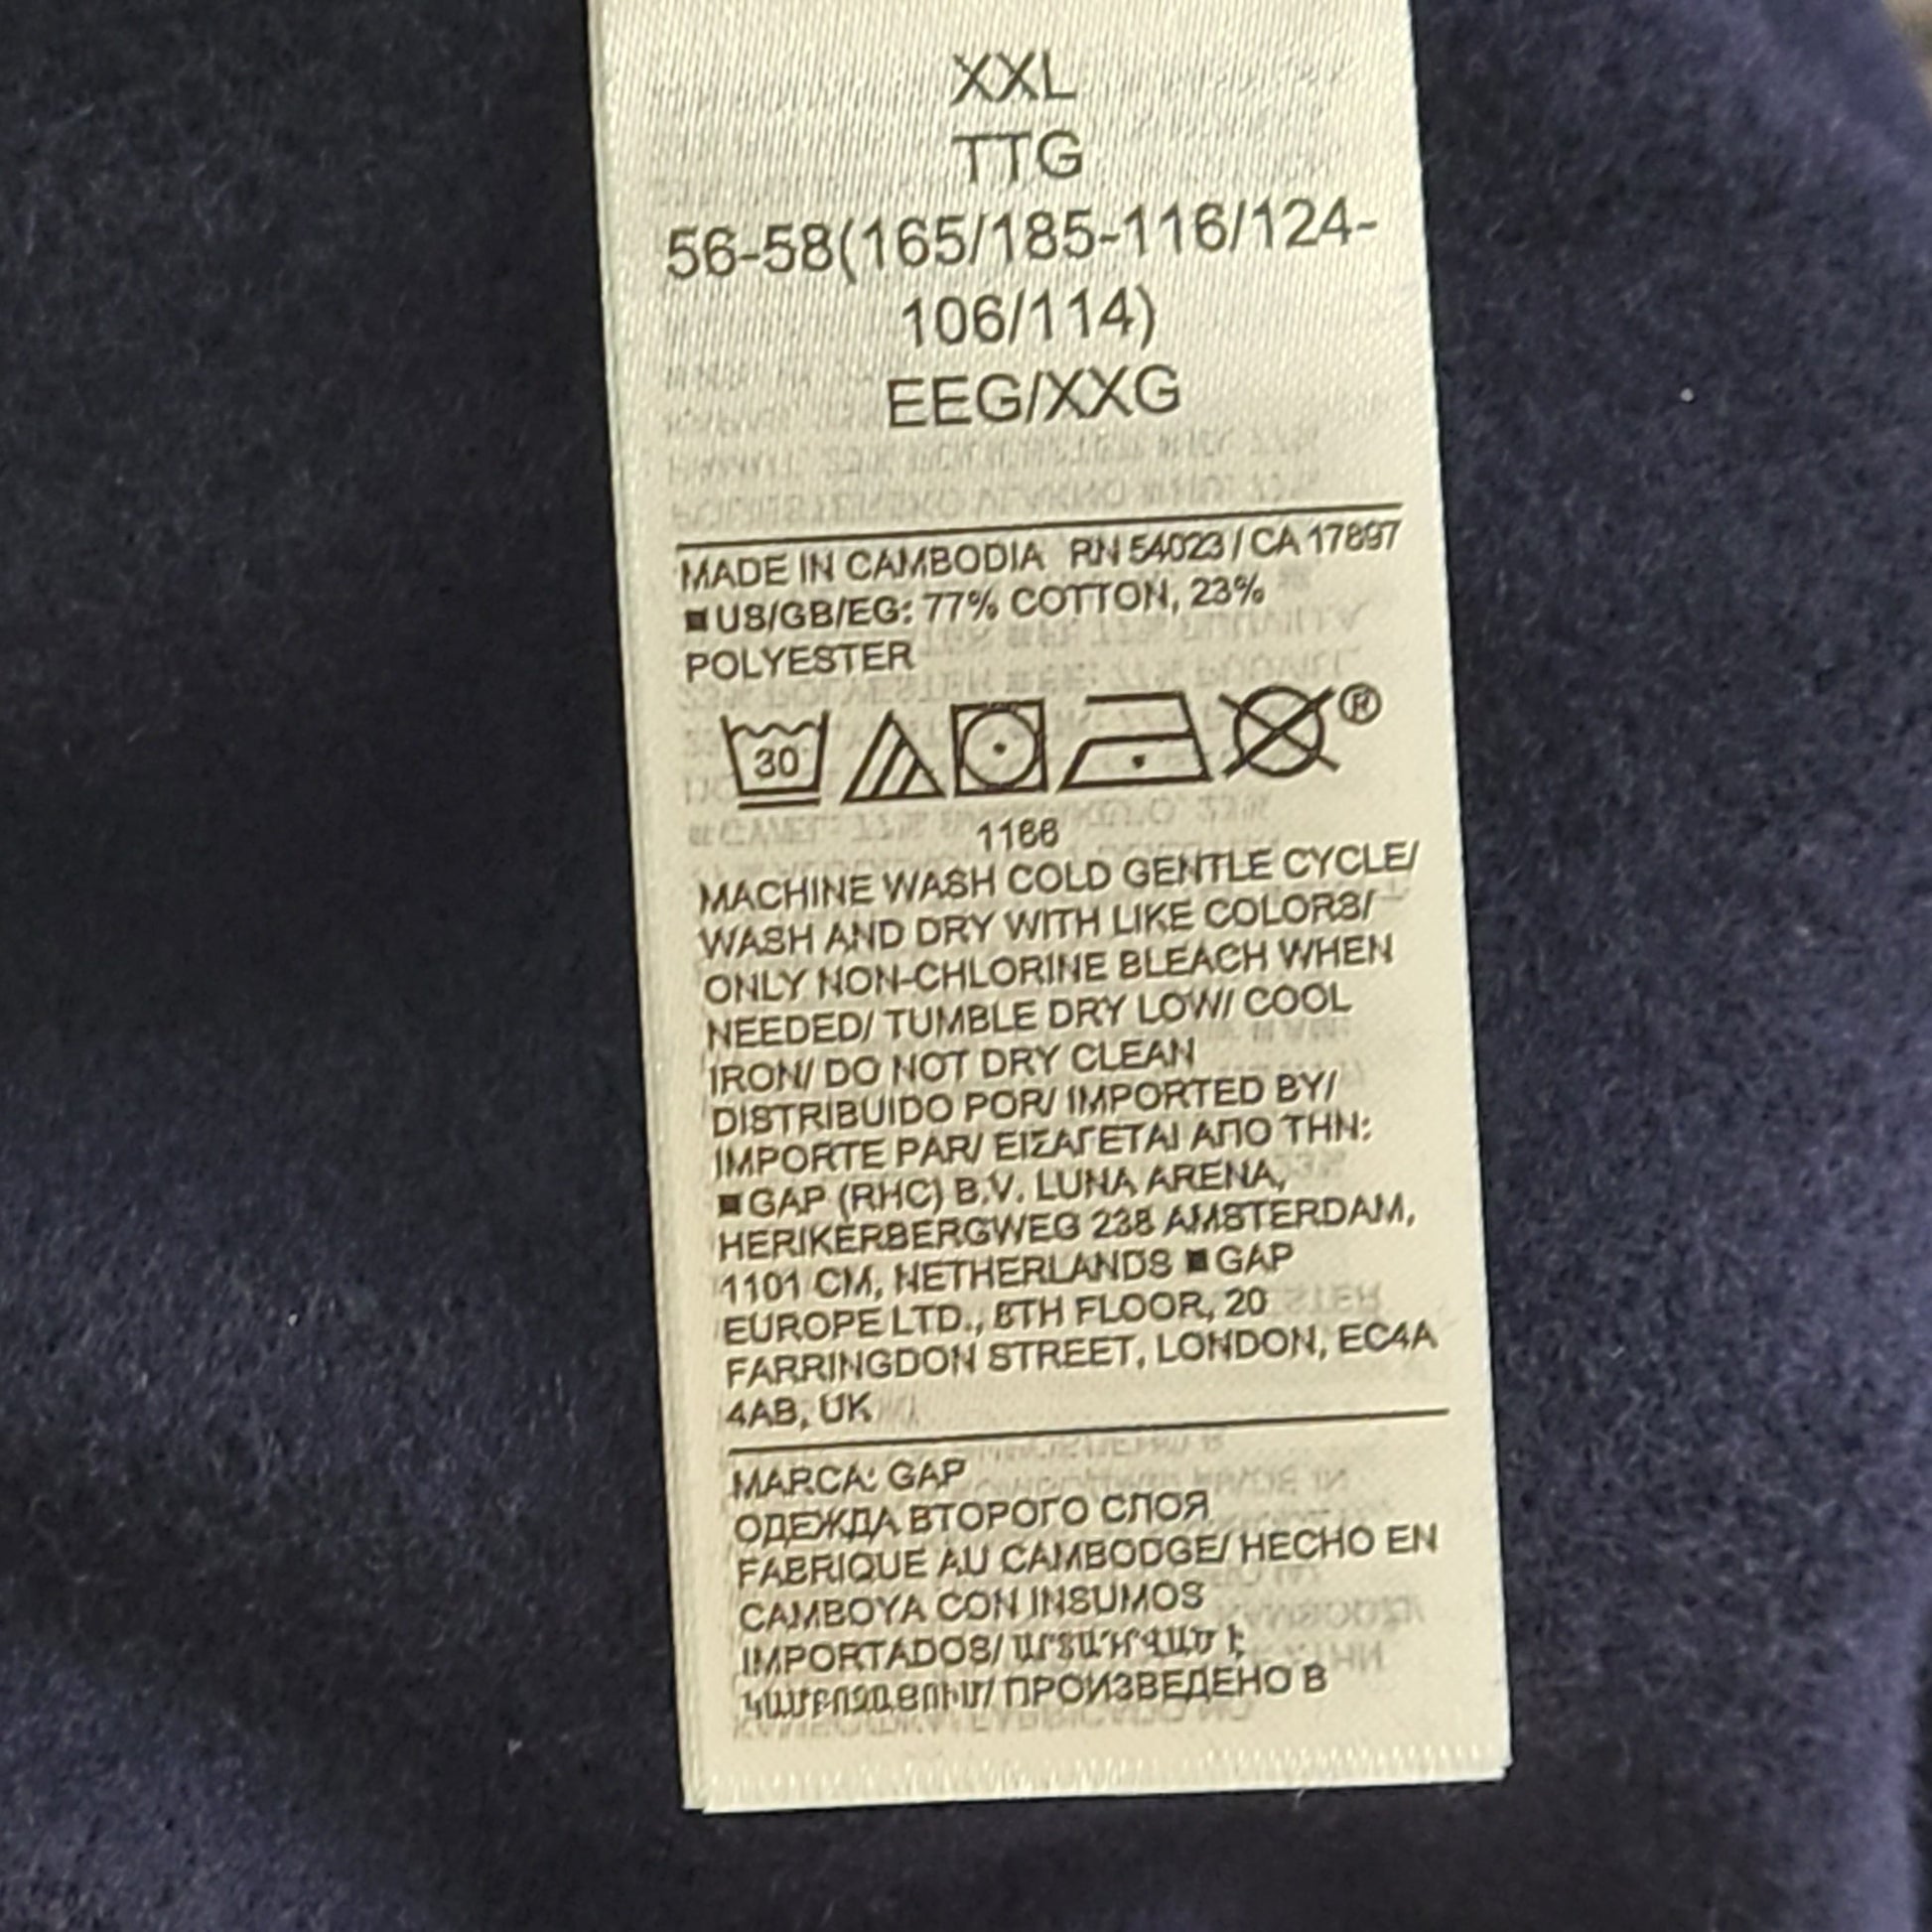 XXL
TTG
56-58(165/185-116/124-
106/114)
EEG/XXG
MADE IN CAMBODIA RN 54023 / CA 17897
■ US/GB/EG: 77% COTTON, 23%
POLYESTER
30
®
1166
MACHINE WASH COLD GENTLE CYCLE/
WASH AND DRY WITH LIKE COLORS/
ONLY NON-CHLORINE BLEACH WHEN
NEEDED/ TUMBLE DRY LOW/ COOL
IRON/ DO NOT DRY CLEAN
DISTRIBUIDO POR/ IMPORTED BY/
IMPORTE PAR/ ΕΙΣΑΓΕΤΑΙ ΑΠΟ ΤΗΝ:
■ GAP (RHC) B.V. LUNA ARENA,
HERIKERBERGWEG 238 AMSTERDAM,
1101 CM, NETHERLANDS ■ GAP
EUROPE LTD., 8TH FLOOR, 20
FARRINGDON STREET, LONDON, EC4A
4AB, UK
MARCA: GAP
ОДЕЖДА ВТОРОГО СЛОЯ
FABRIQUE AU CAMBODGE/ HECHO EN
CAMBOYA CON INSUMOS
IMPORTADOS/
ПРОИЗВЕДЕНО В